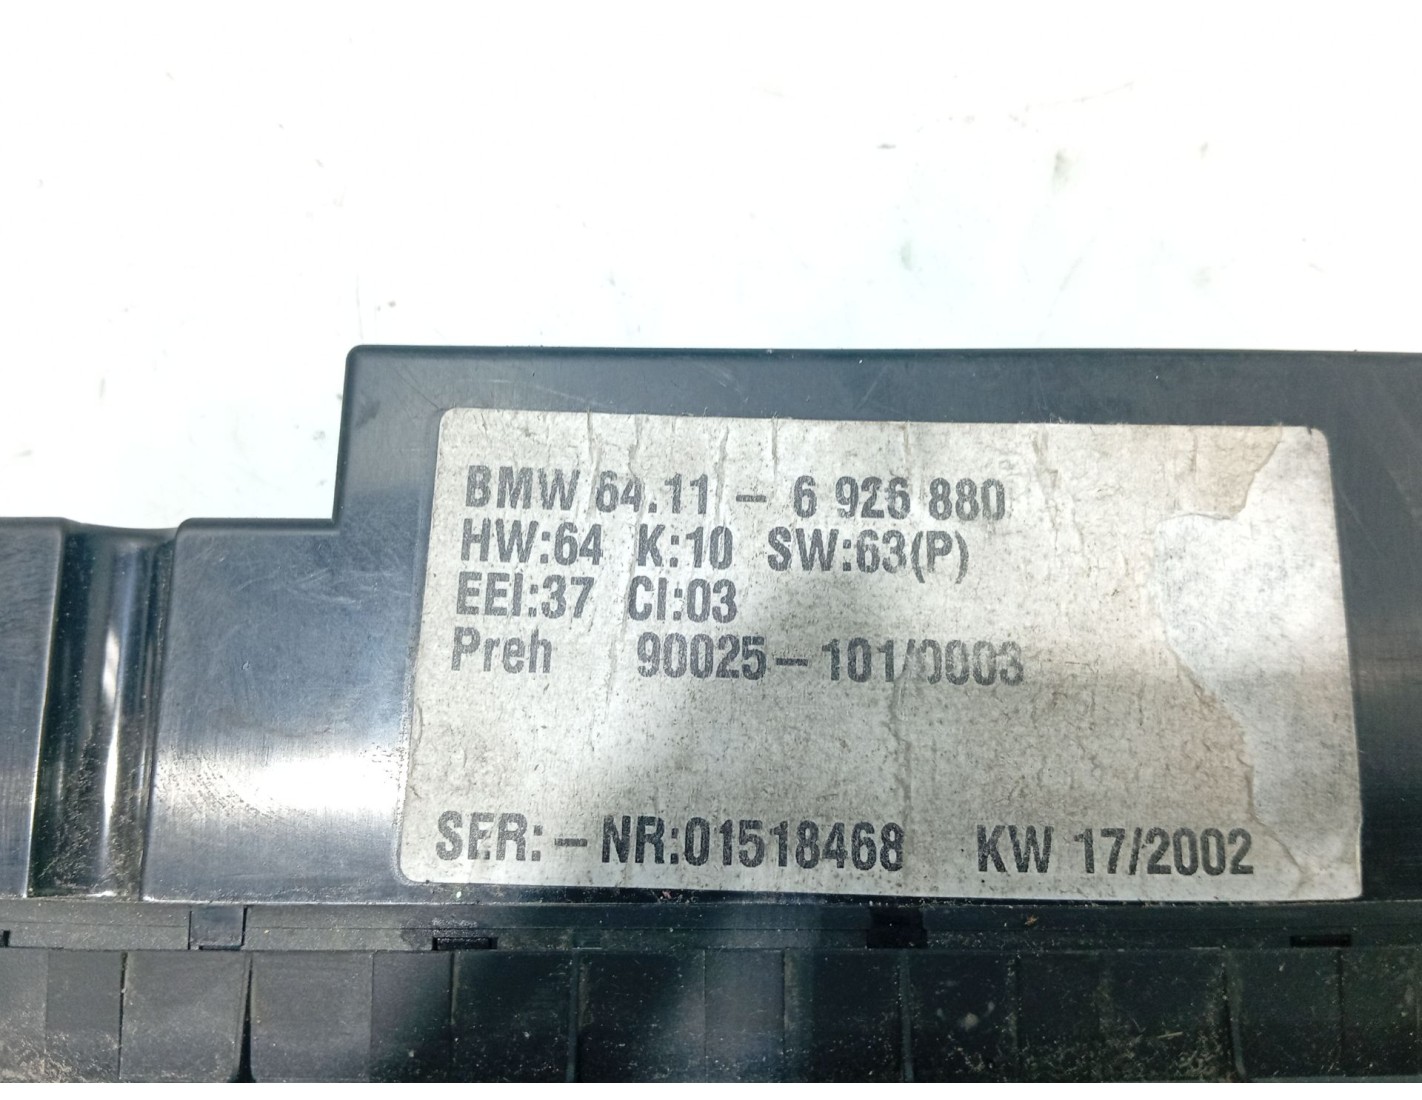 BMW 64.11 - 6 926 880
HW:64 K:10 SW:63(P)
EEI:37 CI:03
Preh 90025-101/0003
SER:-NR:01518468 KW 17/2002